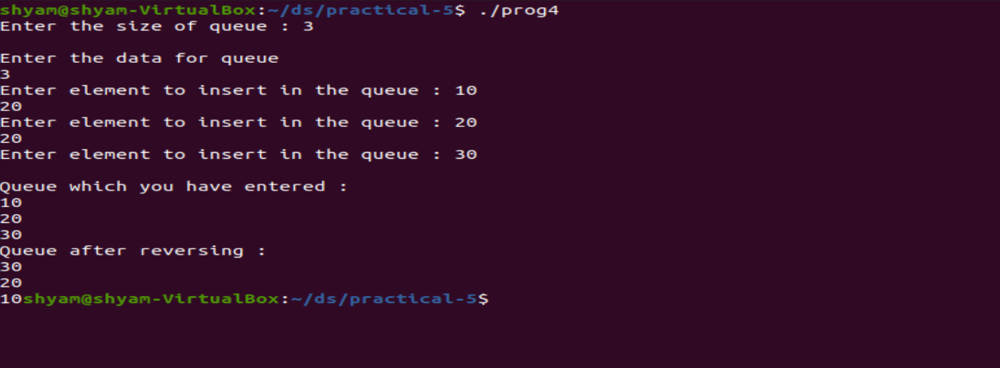 shyam@shyam-VirtualBox:~/ds/practical-5$ ./prog4
Enter the size of queue : 3
Enter the data for queue
3
Enter element to insert in the queue : 10
20
Enter element to insert in the queue : 20
20
Enter element to insert in the queue : 30
Queue which you have entered :
10
20
30
Queue after reversing :
30
20
10shyam@shyam-VirtualBox:~/ds/practical-5$